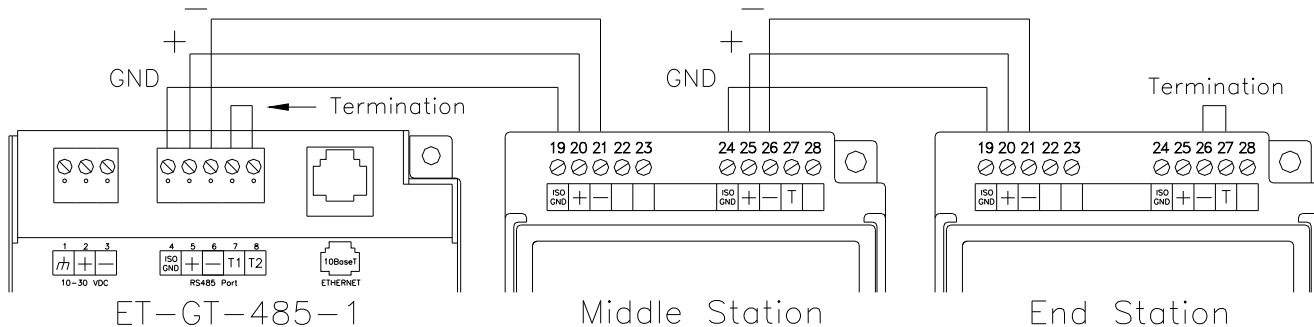 − −
+ +
GND GND Termination
Termination
19 20 21 22 23 24 25 26 27 28 19 20 21 22 23 24 25 26 27 28
ISO GND + − ISO GND + − T ISO GND + − ISO GND + − T
1 2 3 4 5 6 7 8
+ − ISO GND + − T1 T2 10BaseT
10−30 VDC RS485 Port ETHERNET
ET−GT−485−1 Middle Station End Station